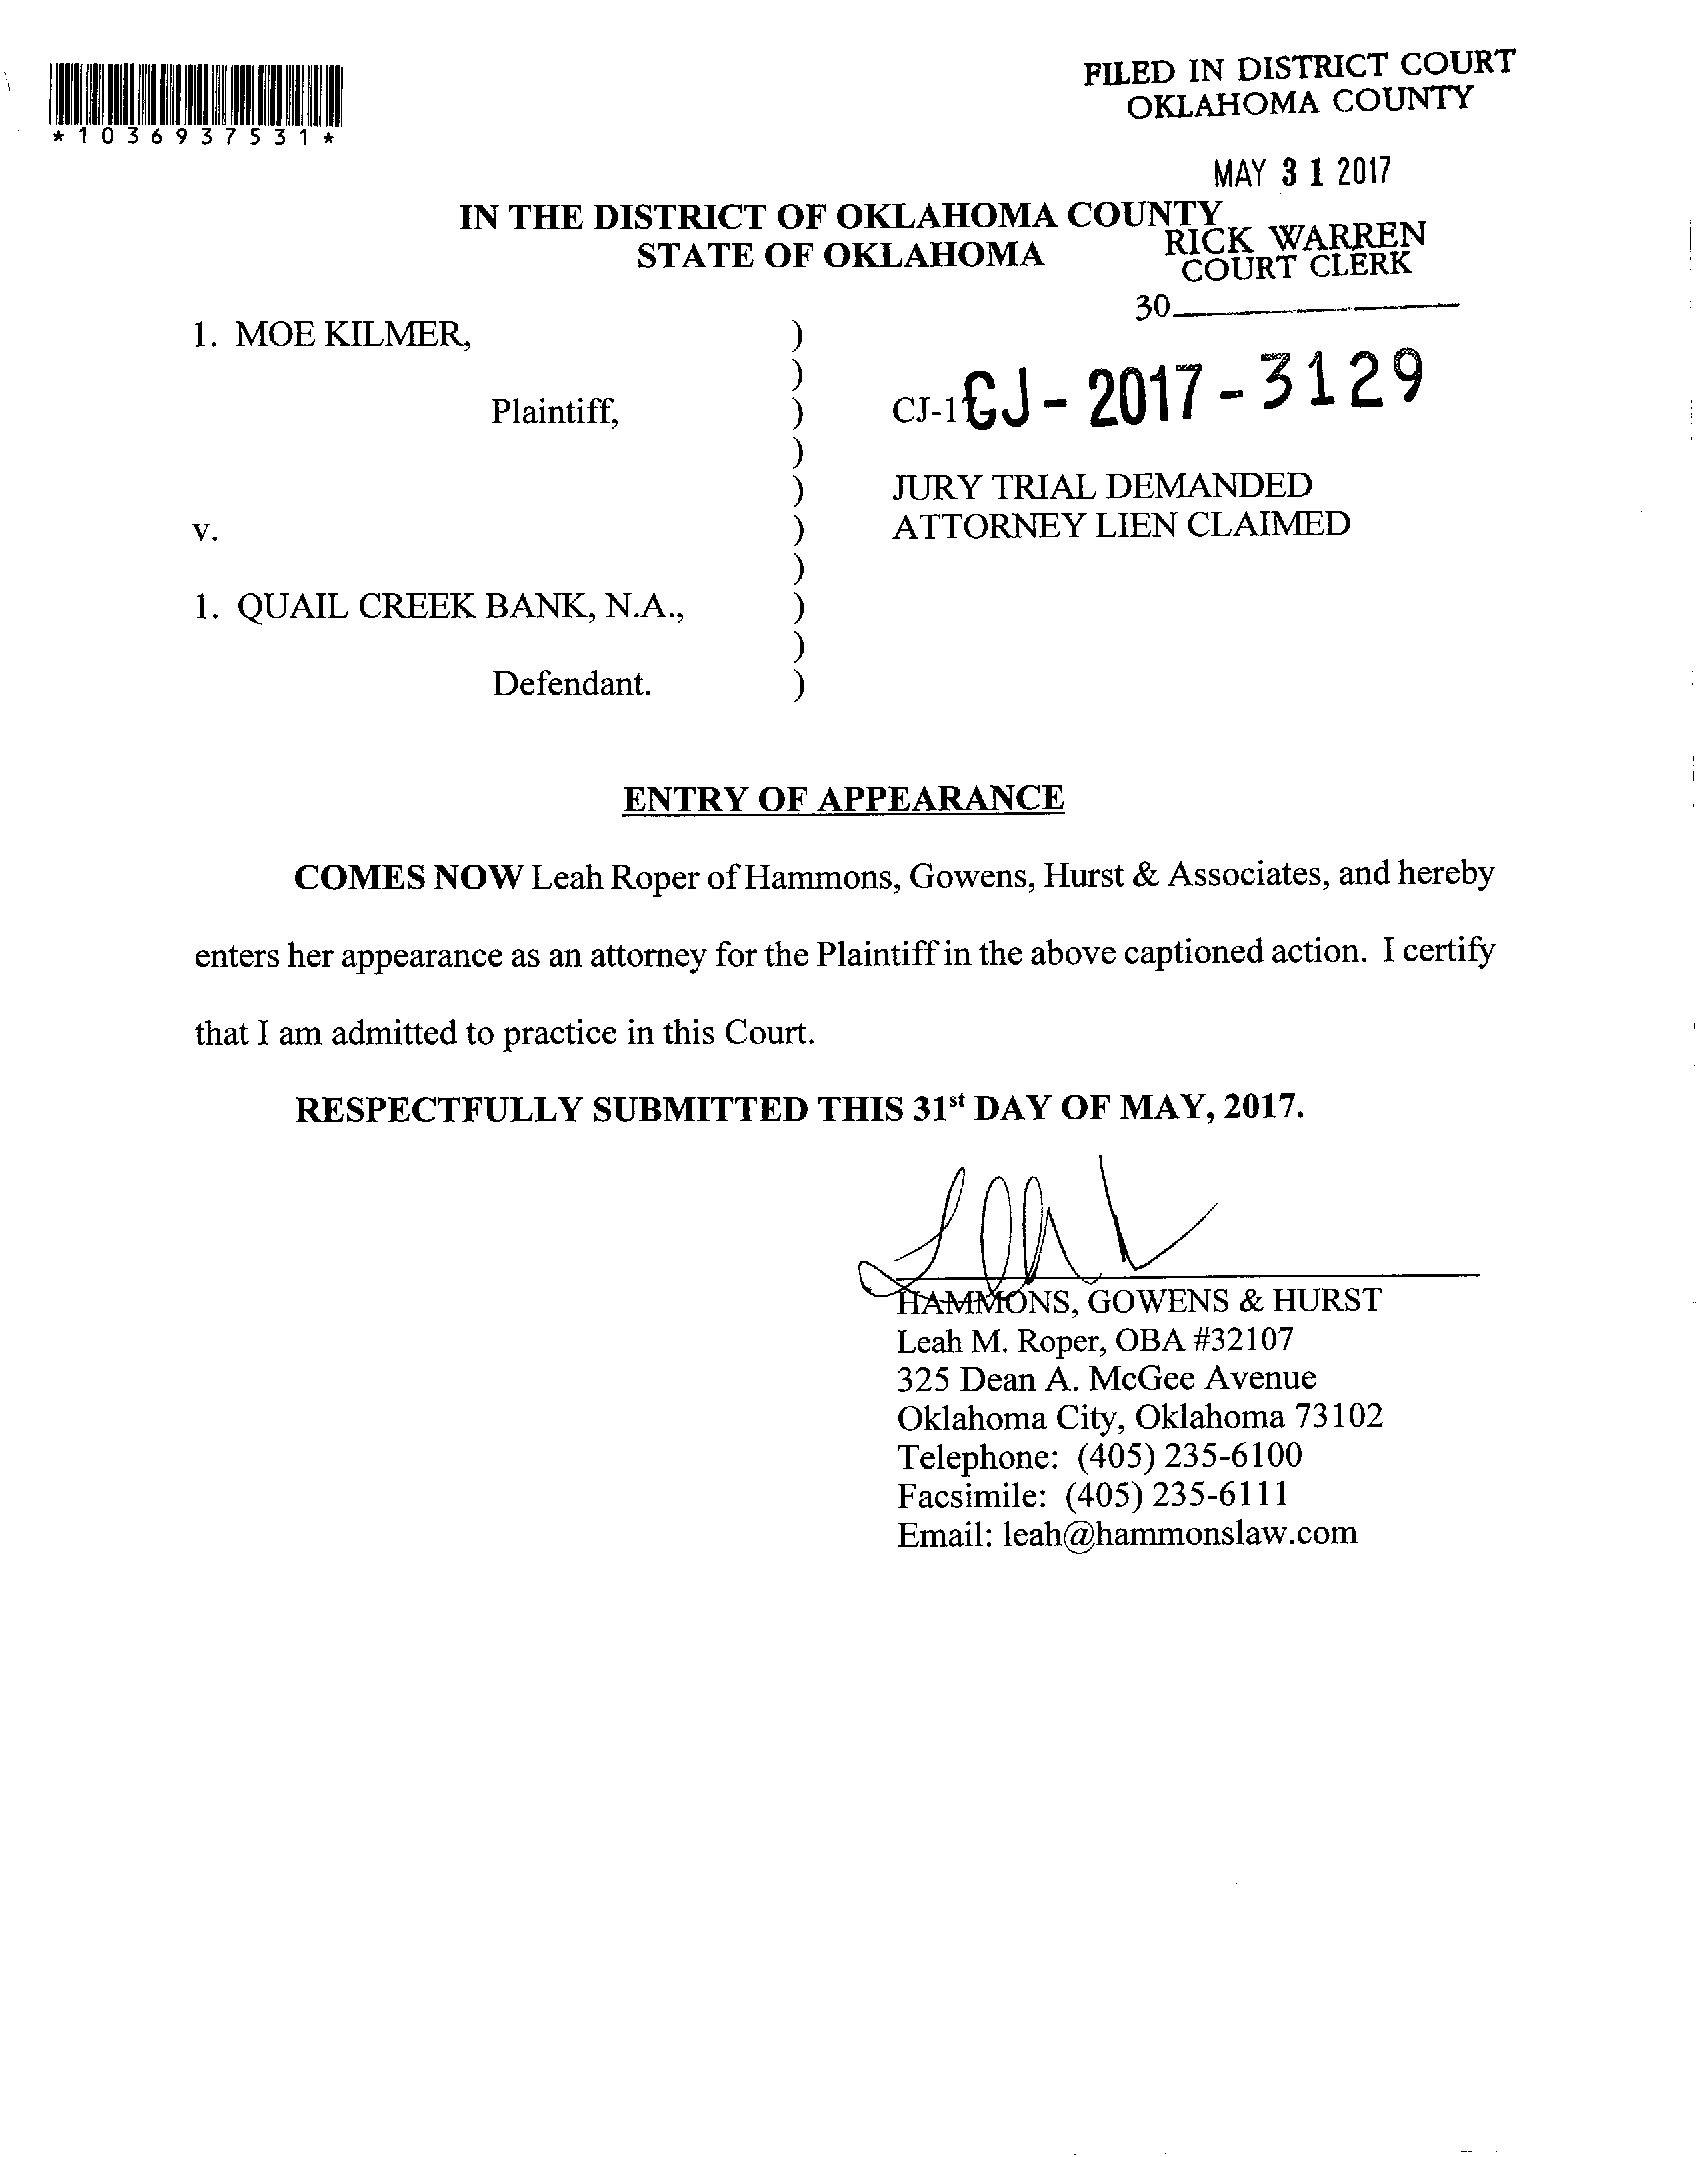 *1036937531*
FILED IN DISTRICT COURT
OKLAHOMA COUNTY
MAY 31 2017
IN THE DISTRICT OF OKLAHOMA COUNTY
STATE OF OKLAHOMA
RICK WARREN
COURT CLERK
30
1. MOE KILMER, )
)
Plaintiff, ) CJ-1 CJ-2017-3129
)
) JURY TRIAL DEMANDED
v. ) ATTORNEY LIEN CLAIMED
)
1. QUAIL CREEK BANK, N.A., )
)
Defendant. )
ENTRY OF APPEARANCE
COMES NOW Leah Roper of Hammons, Gowens, Hurst & Associates, and hereby
enters her appearance as an attorney for the Plaintiff in the above captioned action. I certify
that I am admitted to practice in this Court.
RESPECTFULLY SUBMITTED THIS 31st DAY OF MAY, 2017.
HAMMONS, GOWENS & HURST
Leah M. Roper, OBA #32107
325 Dean A. McGee Avenue
Oklahoma City, Oklahoma 73102
Telephone: (405) 235-6100
Facsimile: (405) 235-6111
Email: leah@hammonslaw.com